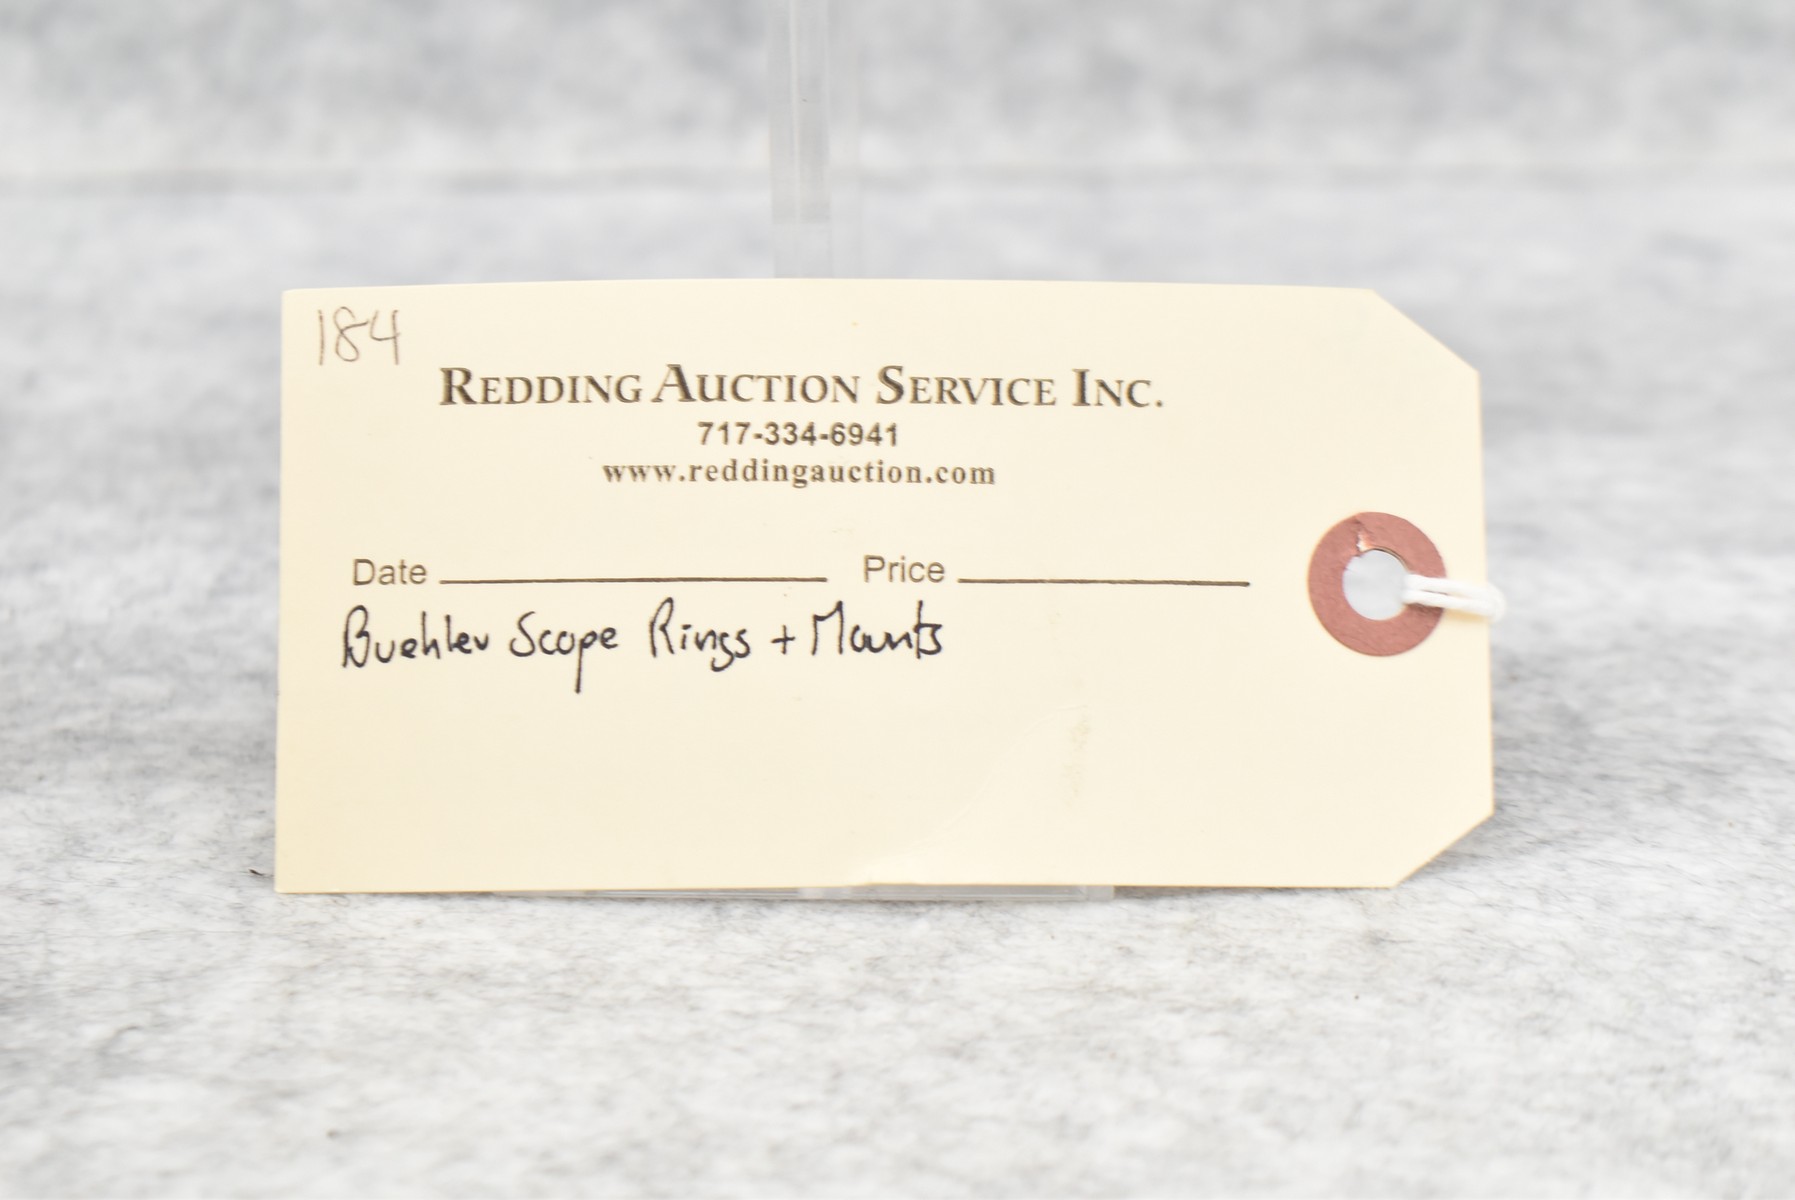 184
REDDING AUCTION SERVICE INC.
717-334-6941
www.reddingauction.com
Date Price
Buehler Scope Rings + Mounts